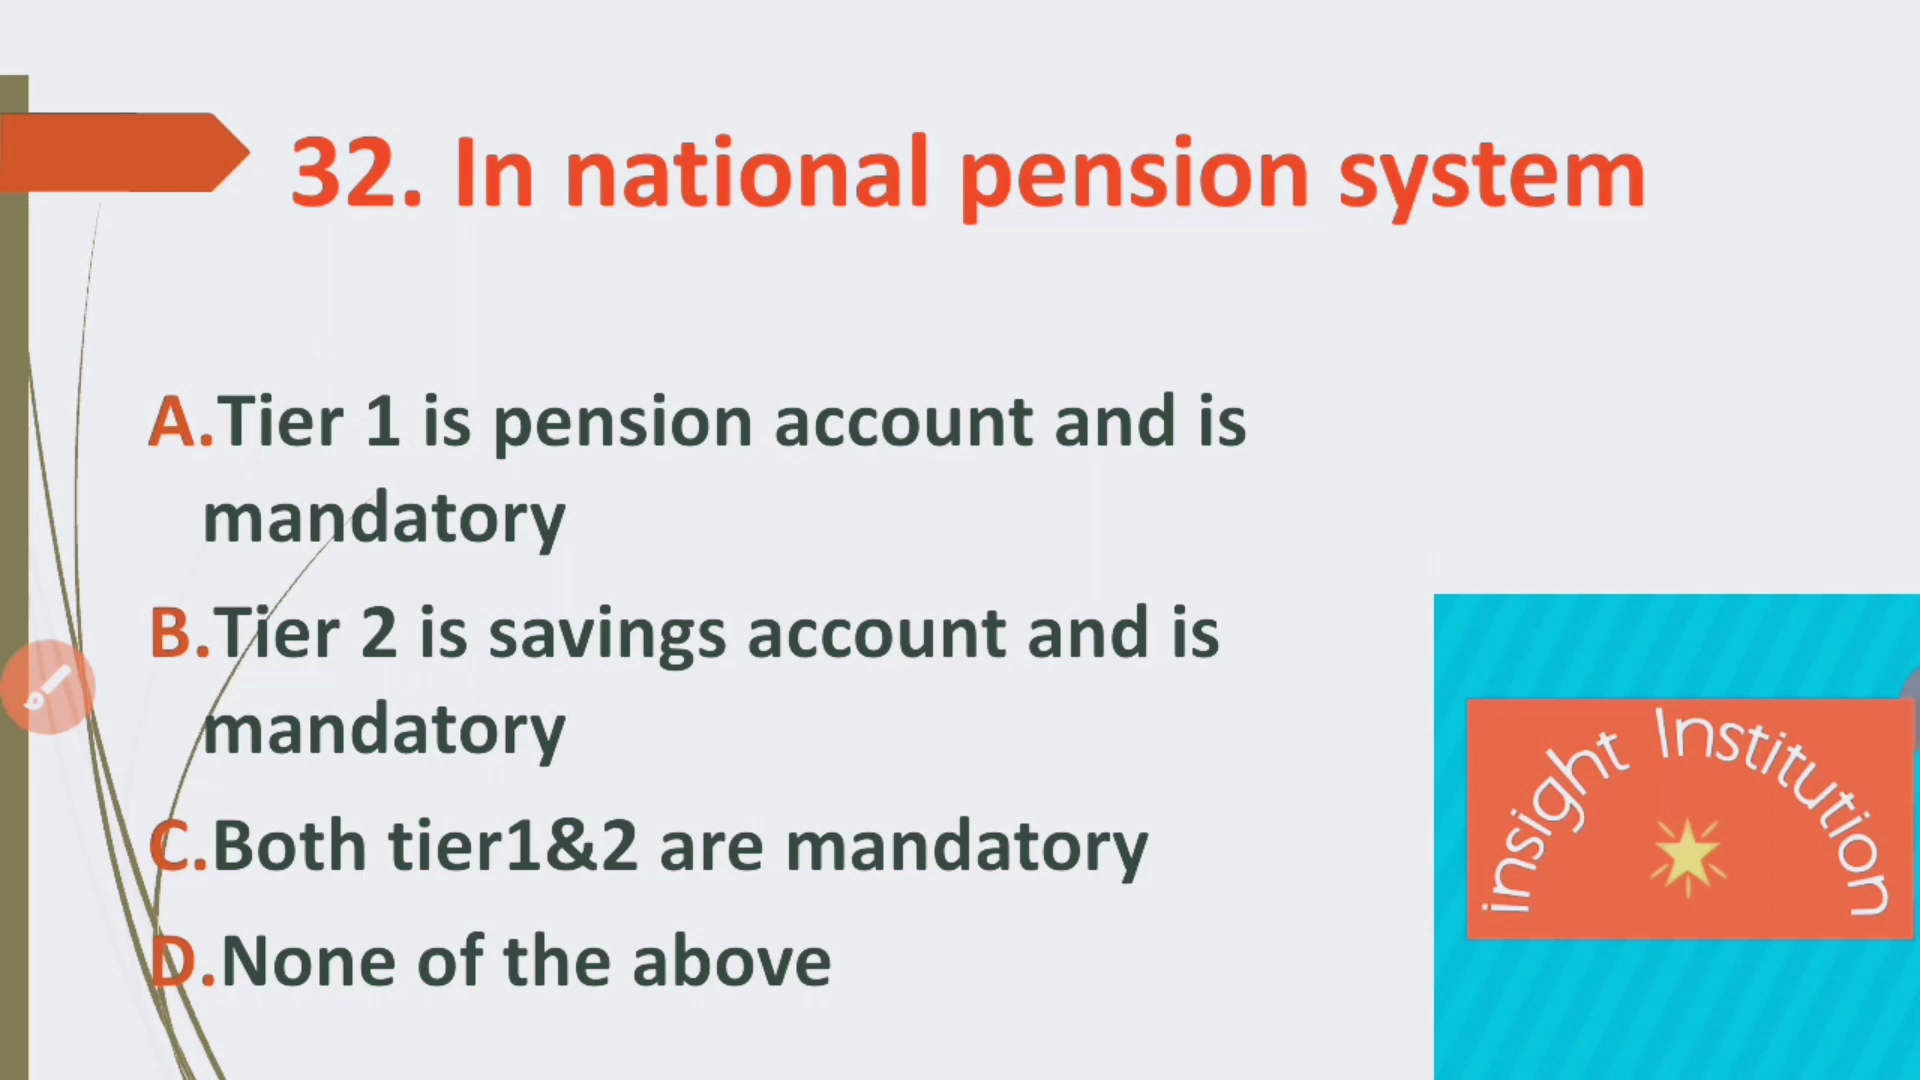 32. In national pension system
A.Tier 1 is pension account and is
mandatory
B.Tier 2 is savings account and is
mandatory
C.Both tier1&2 are mandatory
D.None of the above
insight Institution